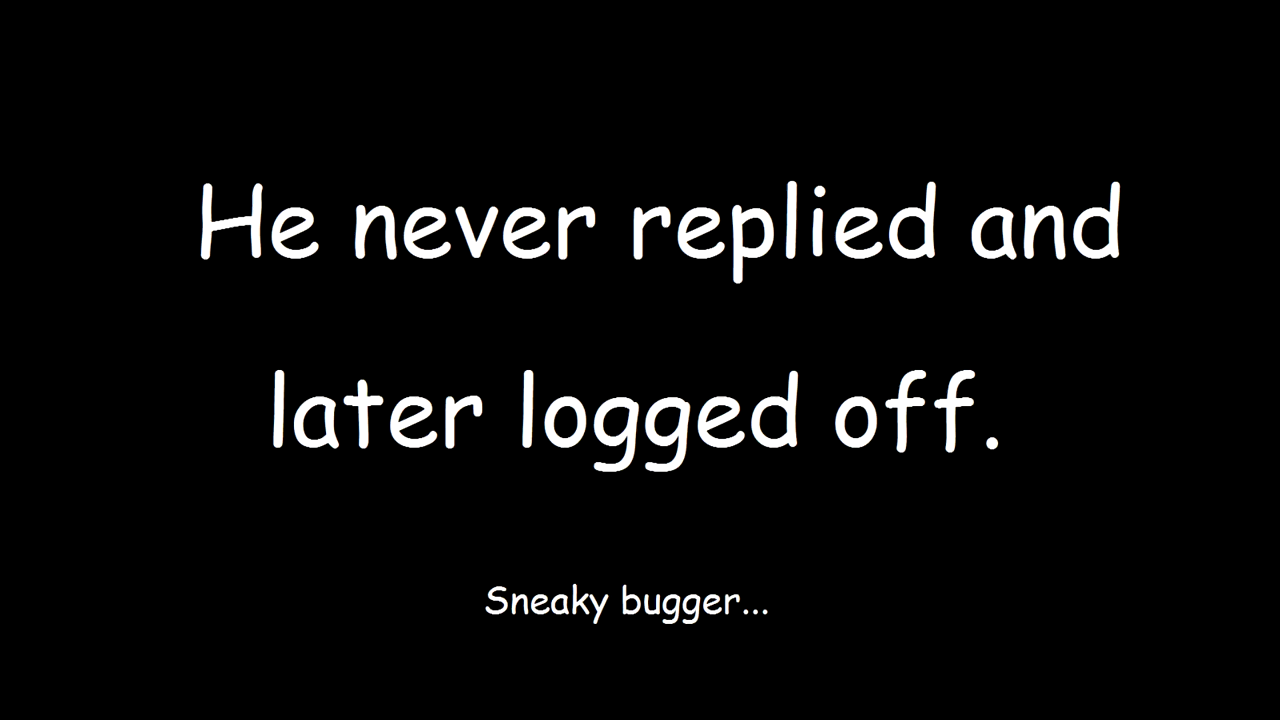 He never replied and
later logged off.
Sneaky bugger...